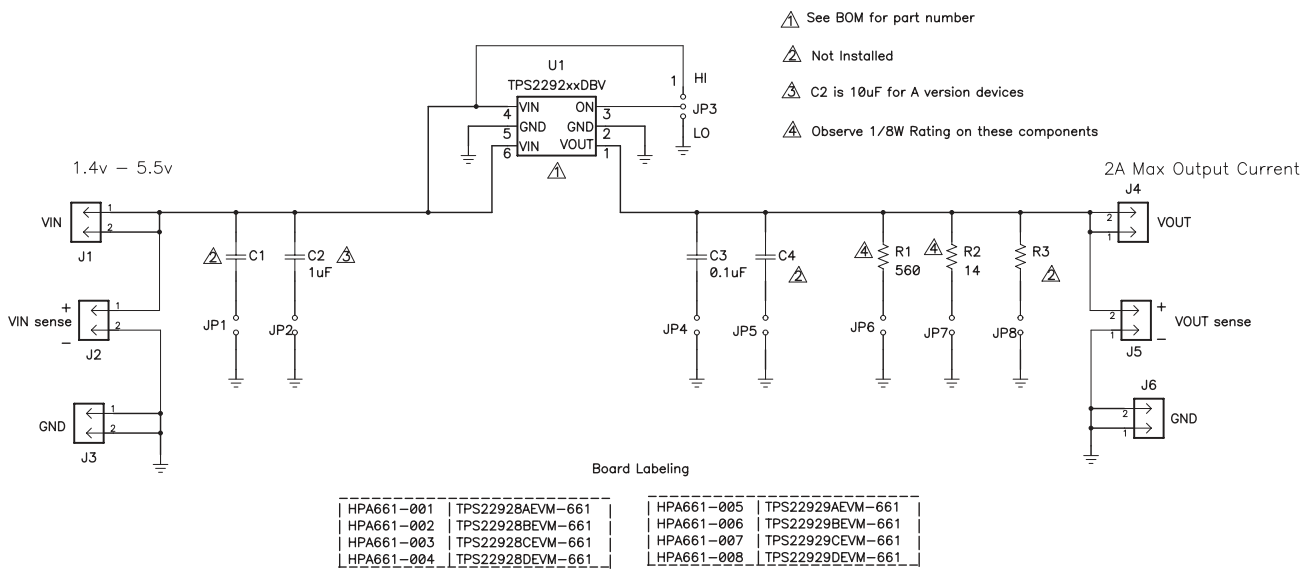 1 See BOM for part number
2 Not Installed
3 C2 is 10uF for A version devices
4 Observe 1/8W Rating on these components
U1
TPS2292xxDBV
VIN ON
4 3
GND GND
5 2
VIN VOUT
6 1
1
1 HI
JP3
LO
1.4v – 5.5v
2A Max Output Current
VIN
1
2
J1
J4
2
1
VOUT
2 C1
C2 3
1uF
C3
0.1uF
C4
2
4 R1
560
4 R2
14
R3
2
+
VIN sense
–
1
2
J2
JP1
JP2
JP4
JP5
JP6
JP7
JP8
2
1
+
VOUT sense
–
J5
GND
1
2
J3
J6
2
1
GND
Board Labeling
HPA661–001 TPS22928AEVM–661
HPA661–002 TPS22928BEVM–661
HPA661–003 TPS22928CEVM–661
HPA661–004 TPS22928DEVM–661
HPA661–005 TPS22929AEVM–661
HPA661–006 TPS22929BEVM–661
HPA661–007 TPS22929CEVM–661
HPA661–008 TPS22929DEVM–661